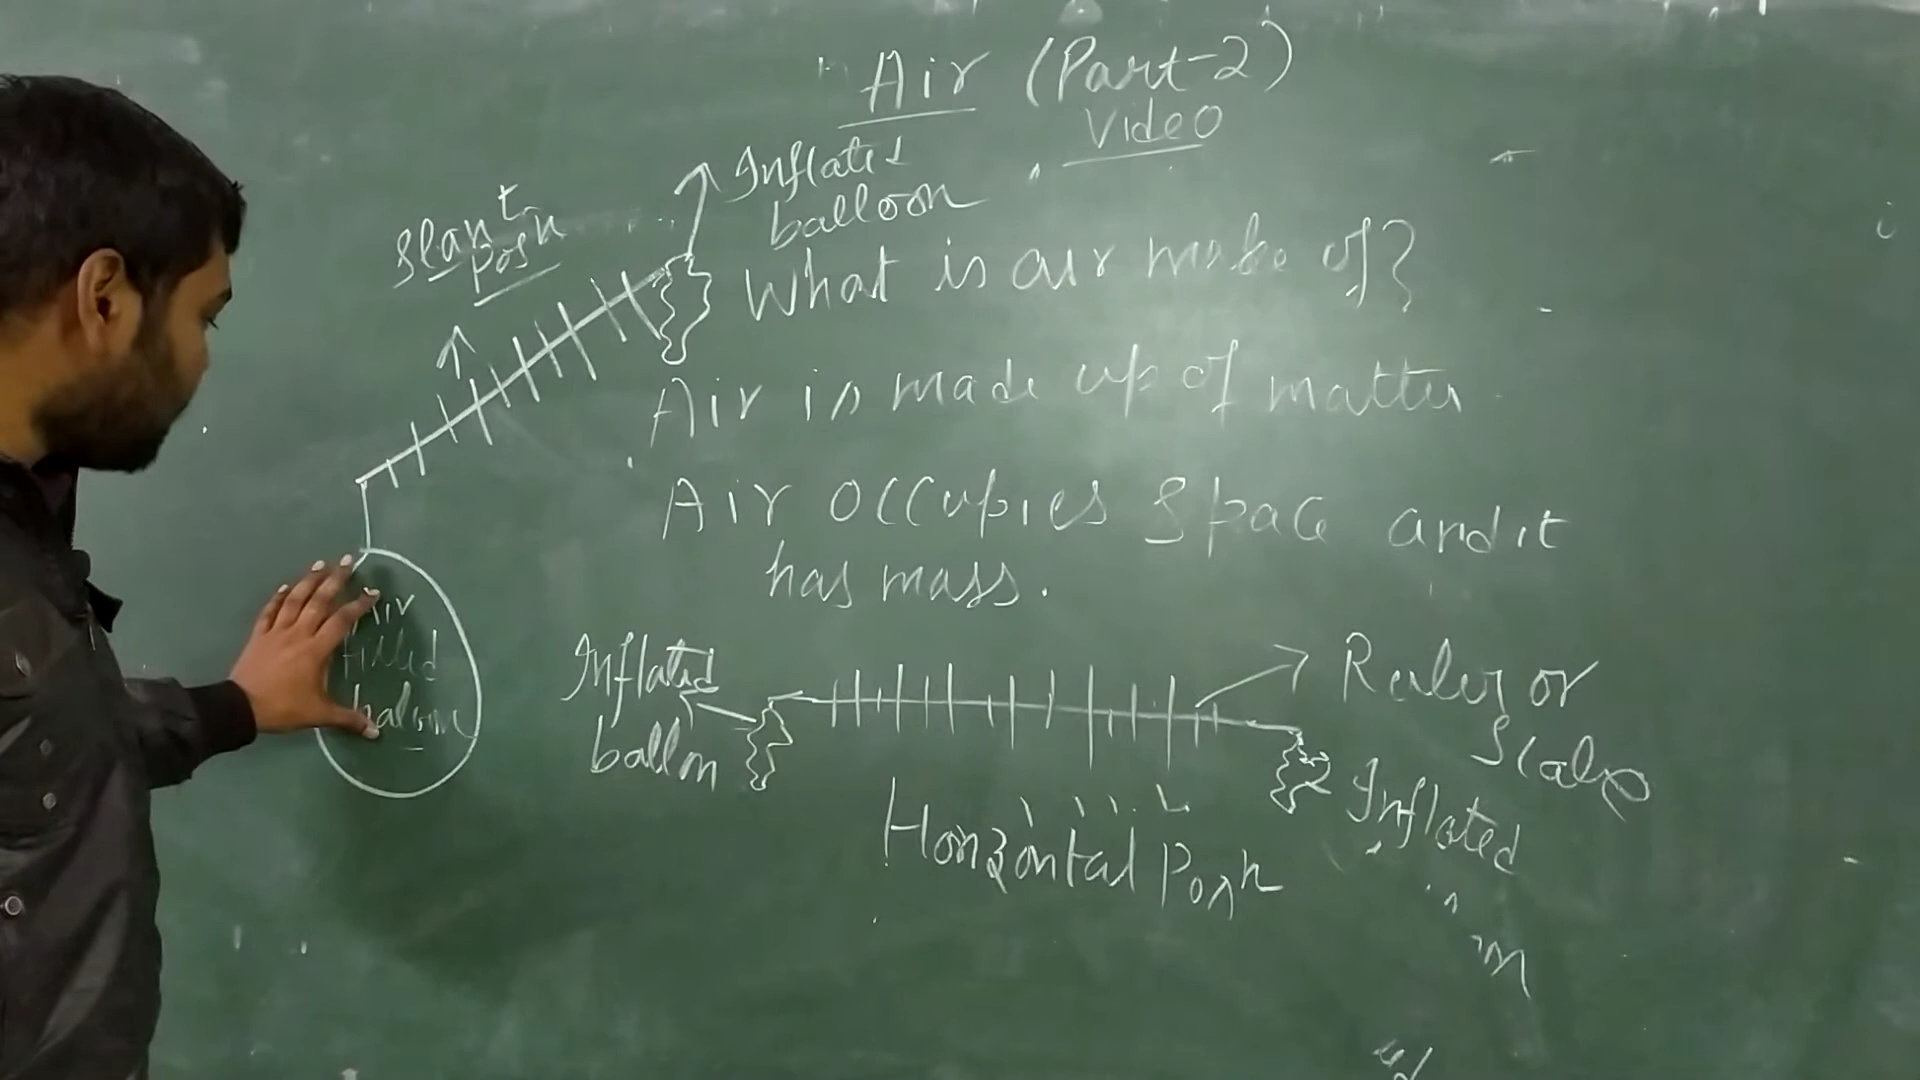 Air (Part-2)
Video
Inflated
balloon
Slant
posn
What is air make of?
Air is made up of matter
Air occupies space and it
has mass.
Air
filled
baloon
Inflated
ballon
Ruler or
Scale
Horizontal Posn
Inflated